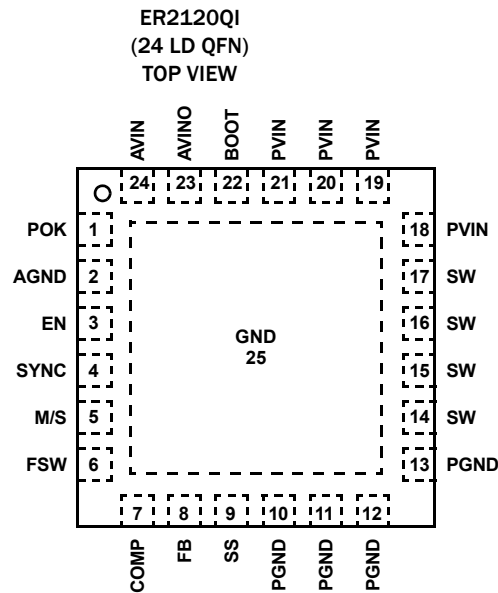 ER2120QI
(24 LD QFN)
TOP VIEW
AVIN
AVINO
BOOT
PVIN
PVIN
PVIN
24
23
22
21
20
19
POK 1
AGND 2
EN 3
SYNC 4
M/S 5
FSW 6
GND
25
18 PVIN
17 SW
16 SW
15 SW
14 SW
13 PGND
7
8
9
10
11
12
COMP
FB
SS
PGND
PGND
PGND